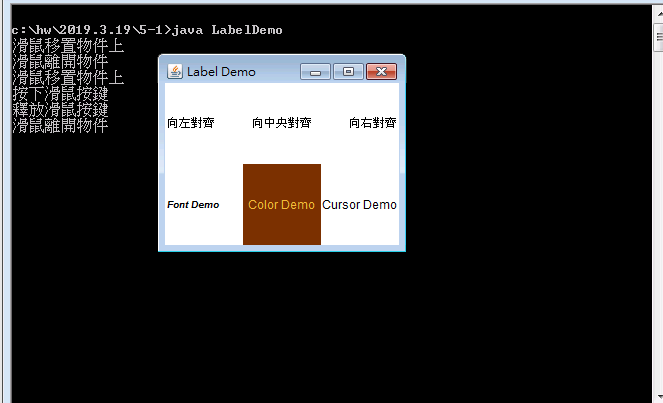 c:\hw\2019.3.19\5-1>java LabelDemo
滑鼠移置物件上
滑鼠離開物件
滑鼠移置物件上
按下滑鼠按鍵
釋放滑鼠按鍵
滑鼠離開物件
Label Demo
向左對齊 向中央對齊 向右對齊
Font Demo Color Demo Cursor Demo